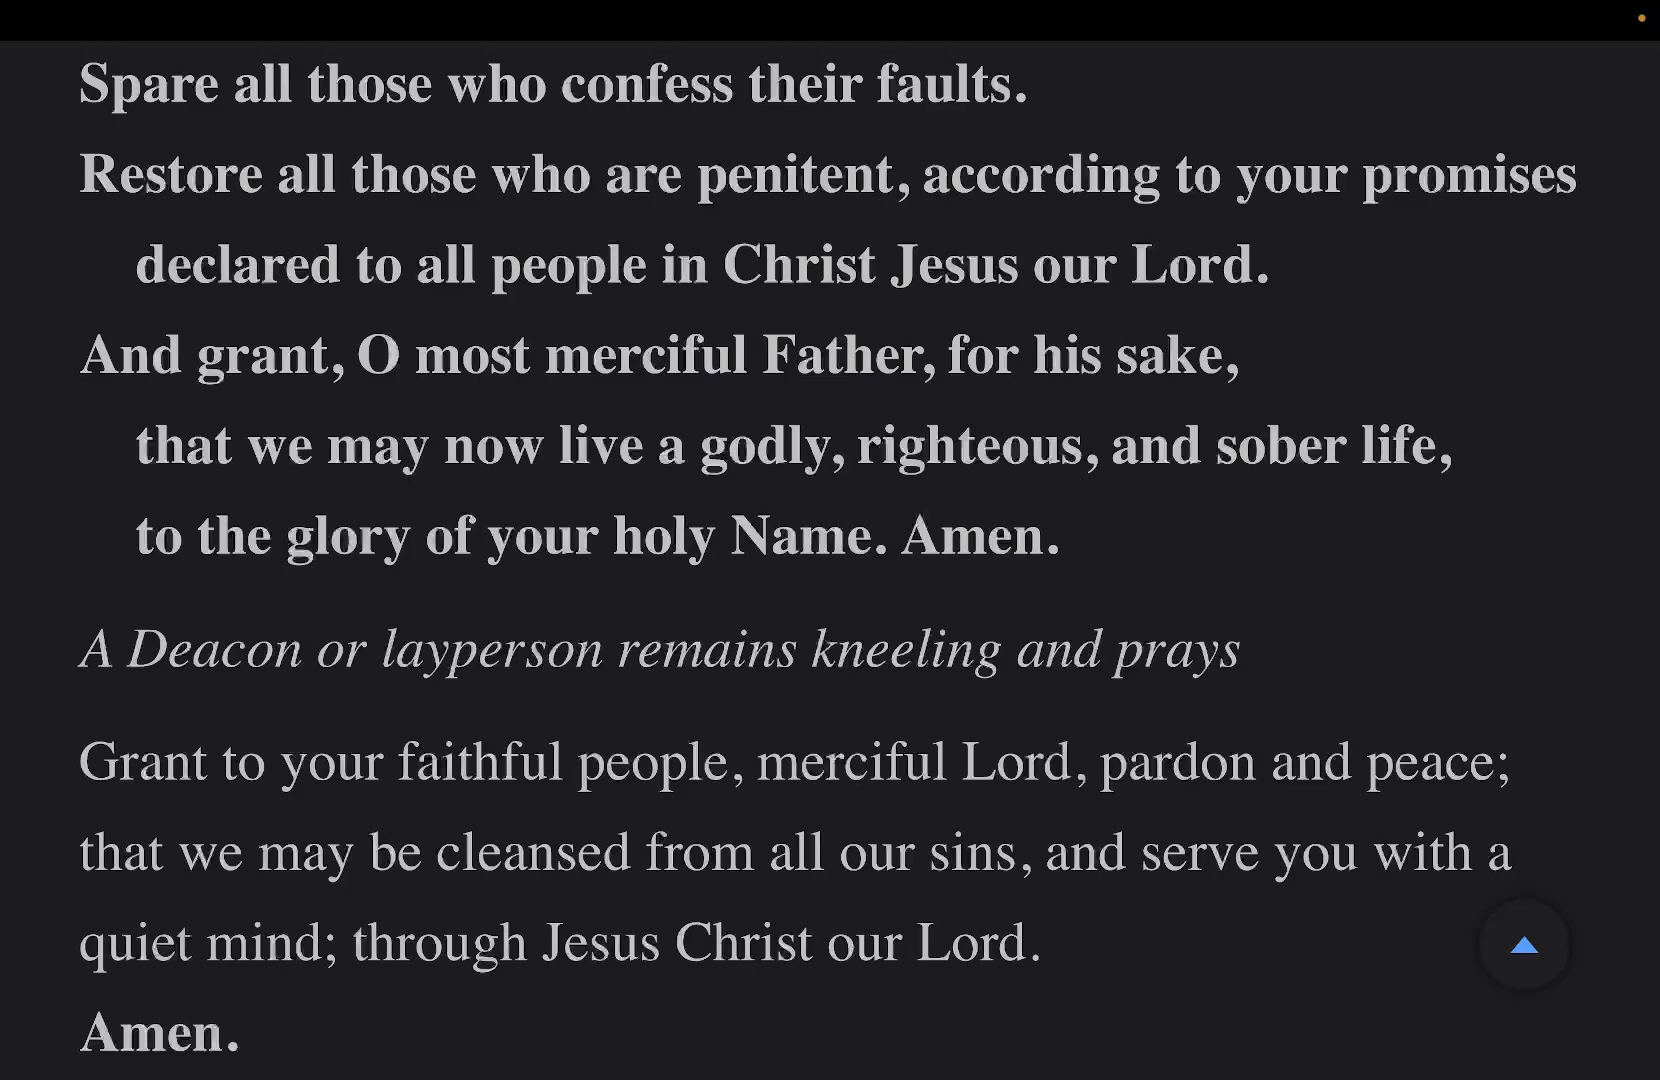 Spare all those who confess their faults.
Restore all those who are penitent, according to your promises
declared to all people in Christ Jesus our Lord.
And grant, O most merciful Father, for his sake,
that we may now live a godly, righteous, and sober life,
to the glory of your holy Name. Amen.
A Deacon or layperson remains kneeling and prays
Grant to your faithful people, merciful Lord, pardon and peace;
that we may be cleansed from all our sins, and serve you with a
quiet mind; through Jesus Christ our Lord.
Amen.